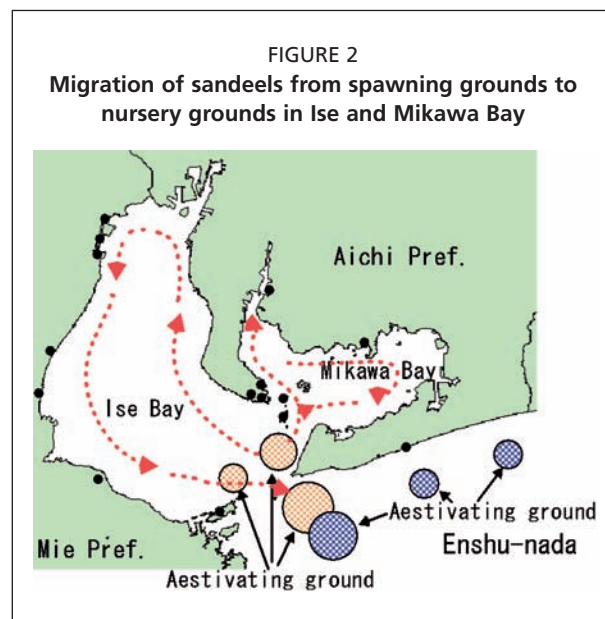 FIGURE 2
Migration of sandeels from spawning grounds to
nursery grounds in Ise and Mikawa Bay
Aichi Pref.
Mikawa Bay
Ise Bay
Aestivating ground
Mie Pref.
Enshu-nada
Aestivating ground